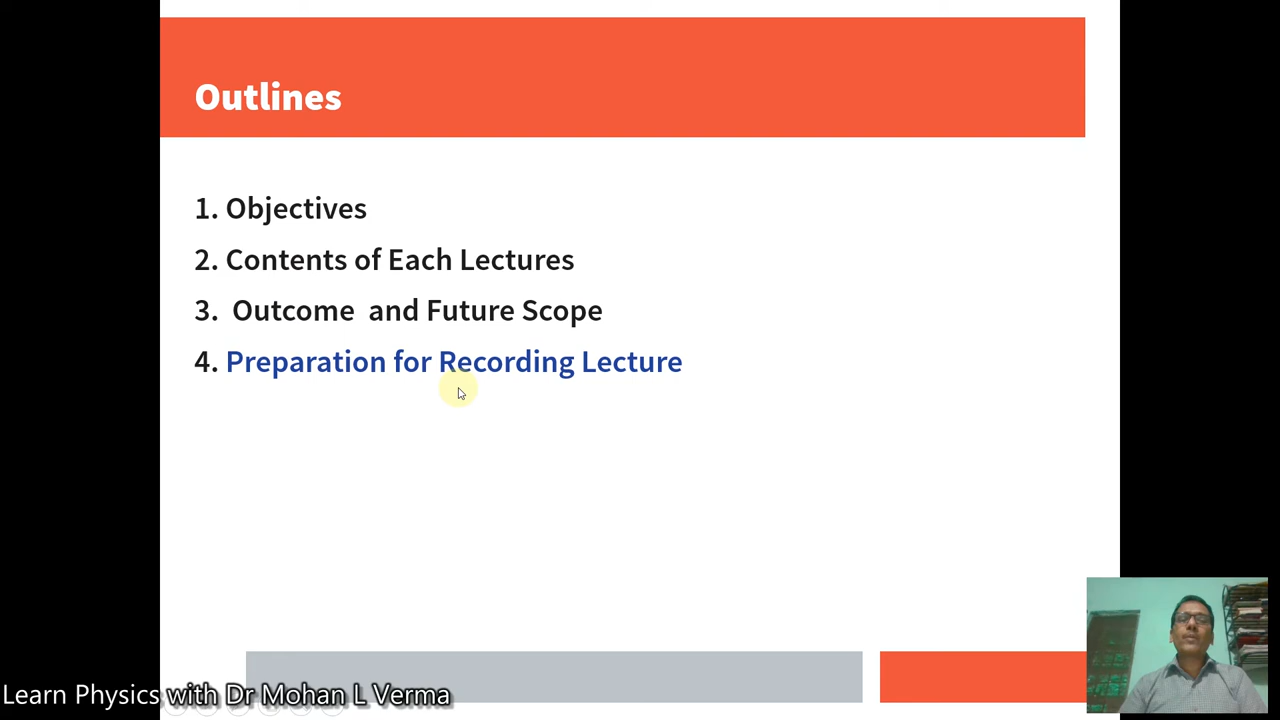 Outlines
1. Objectives
2. Contents of Each Lectures
3. Outcome and Future Scope
4. Preparation for Recording Lecture
Learn Physics with Dr Mohan L Verma